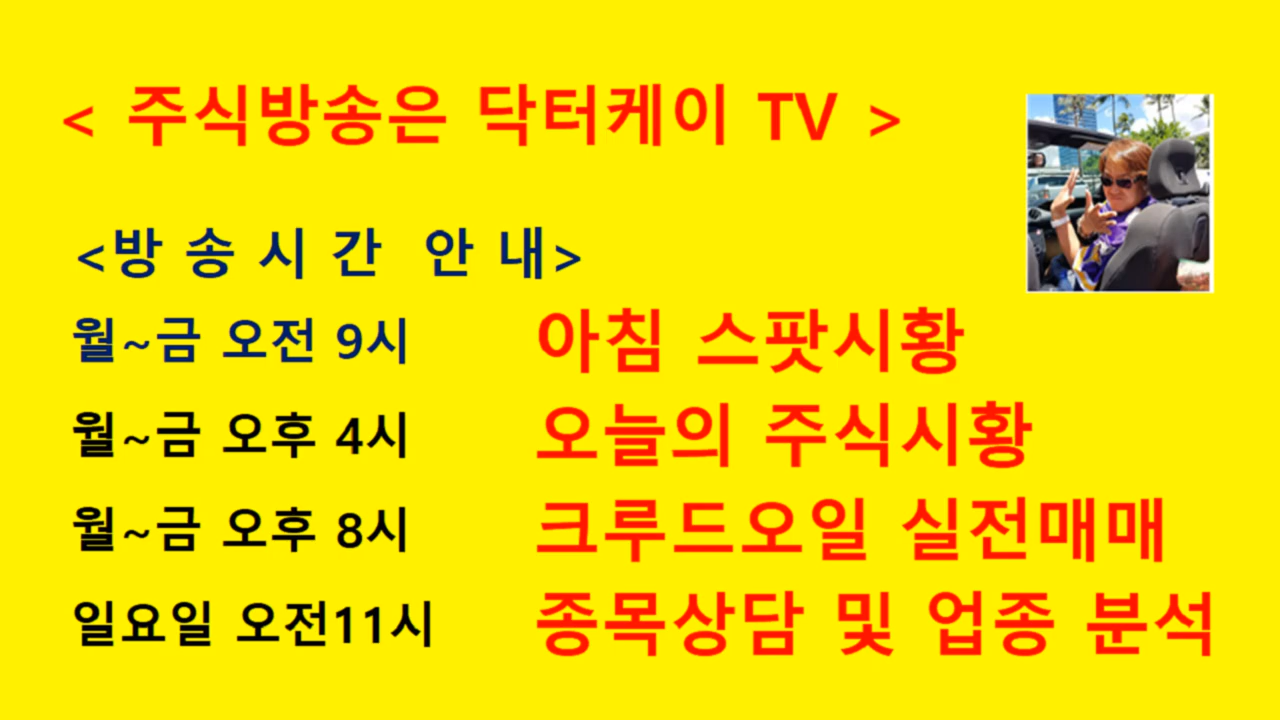 < 주식방송은 닥터케이 TV >
<방 송 시 간 안 내>
월~금 오전 9시 아침 스팟시황
월~금 오후 4시 오늘의 주식시황
월~금 오후 8시 크루드오일 실전매매
일요일 오전11시 종목상담 및 업종 분석